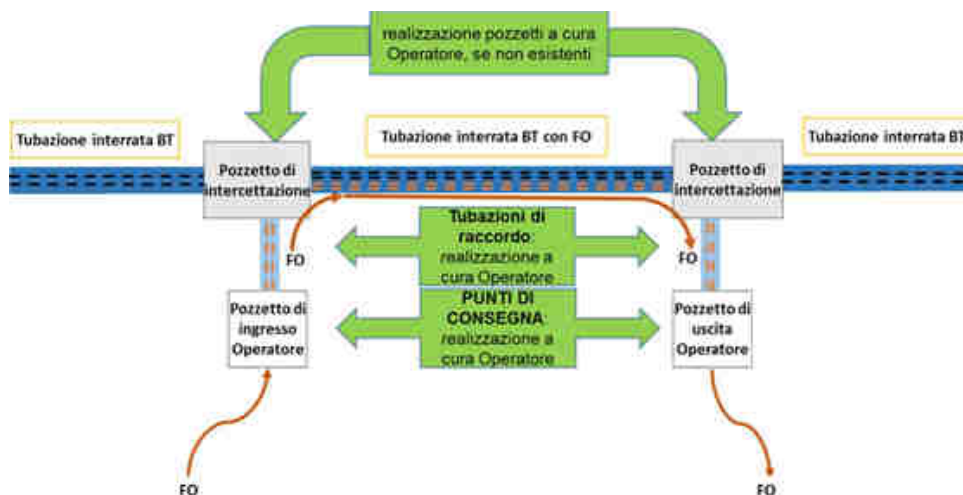 realizzazione pozzetti a cura
Operatore, se non esistenti
Tubazione interrata BT
Tubazione interrata BT con FO
Tubazione interrata BT
Pozzetto di
intercettazione
Pozzetto di
intercettazione
FO
Tubazioni di
raccordo:
realizzazione a
cura Operatore
FO
Pozzetto di
ingresso
Operatore
PUNTI DI
CONSEGNA:
realizzazione a
cura Operatore
Pozzetto di
uscita
Operatore
FO
FO